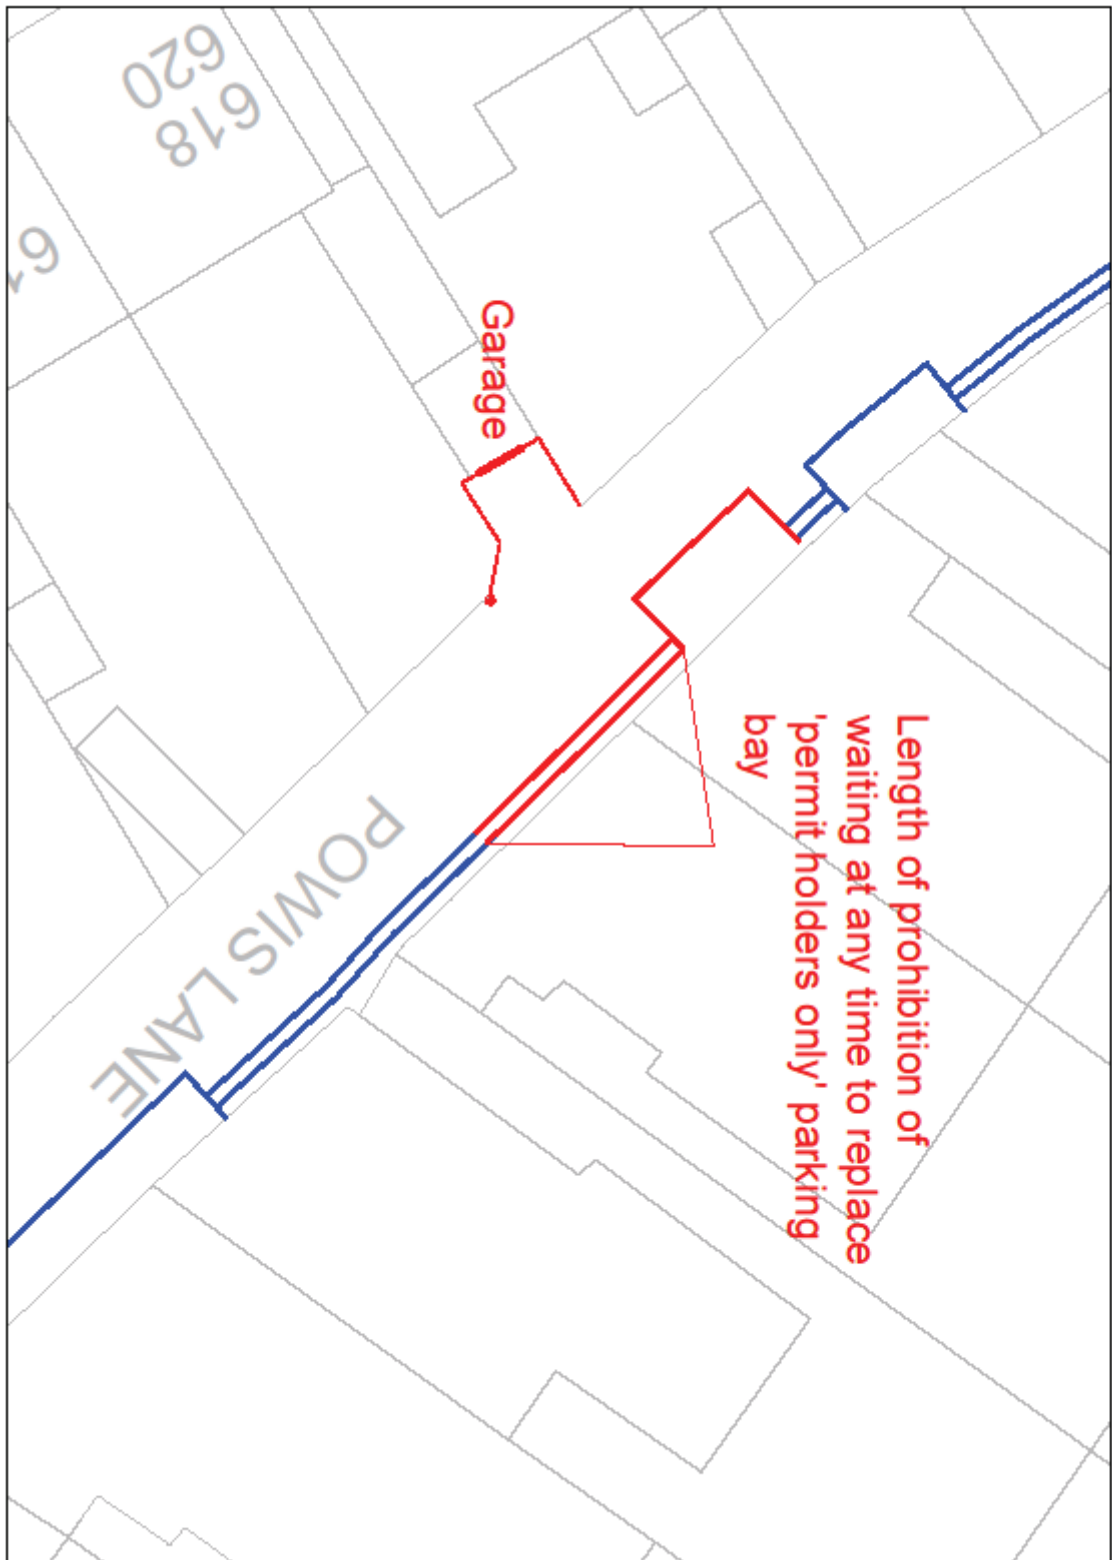 620
618
Garage
Length of prohibition of
waiting at any time to replace
'permit holders only' parking
bay
POWIS LANE